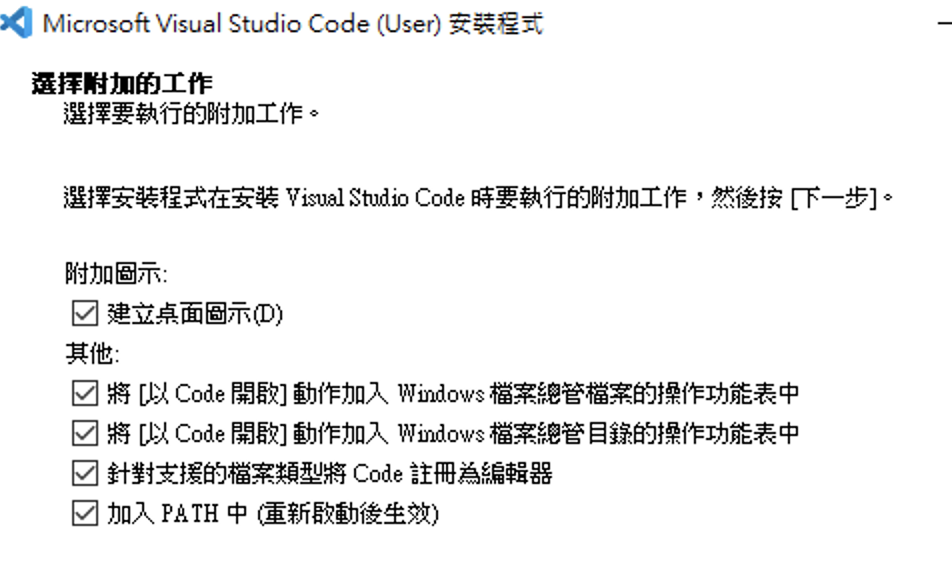 Microsoft Visual Studio Code (User) 安裝程式
選擇附加的工作
選擇要執行的附加工作。
選擇安裝程式在安裝 Visual Studio Code 時要執行的附加工作，然後按 [下一步]。
附加圖示:
建立桌面圖示(D)
其他:
將 [以 Code 開啟] 動作加入 Windows 檔案總管檔案的操作功能表中
將 [以 Code 開啟] 動作加入 Windows 檔案總管目錄的操作功能表中
針對支援的檔案類型將 Code 註冊為編輯器
加入 PATH 中 (重新啟動後生效)